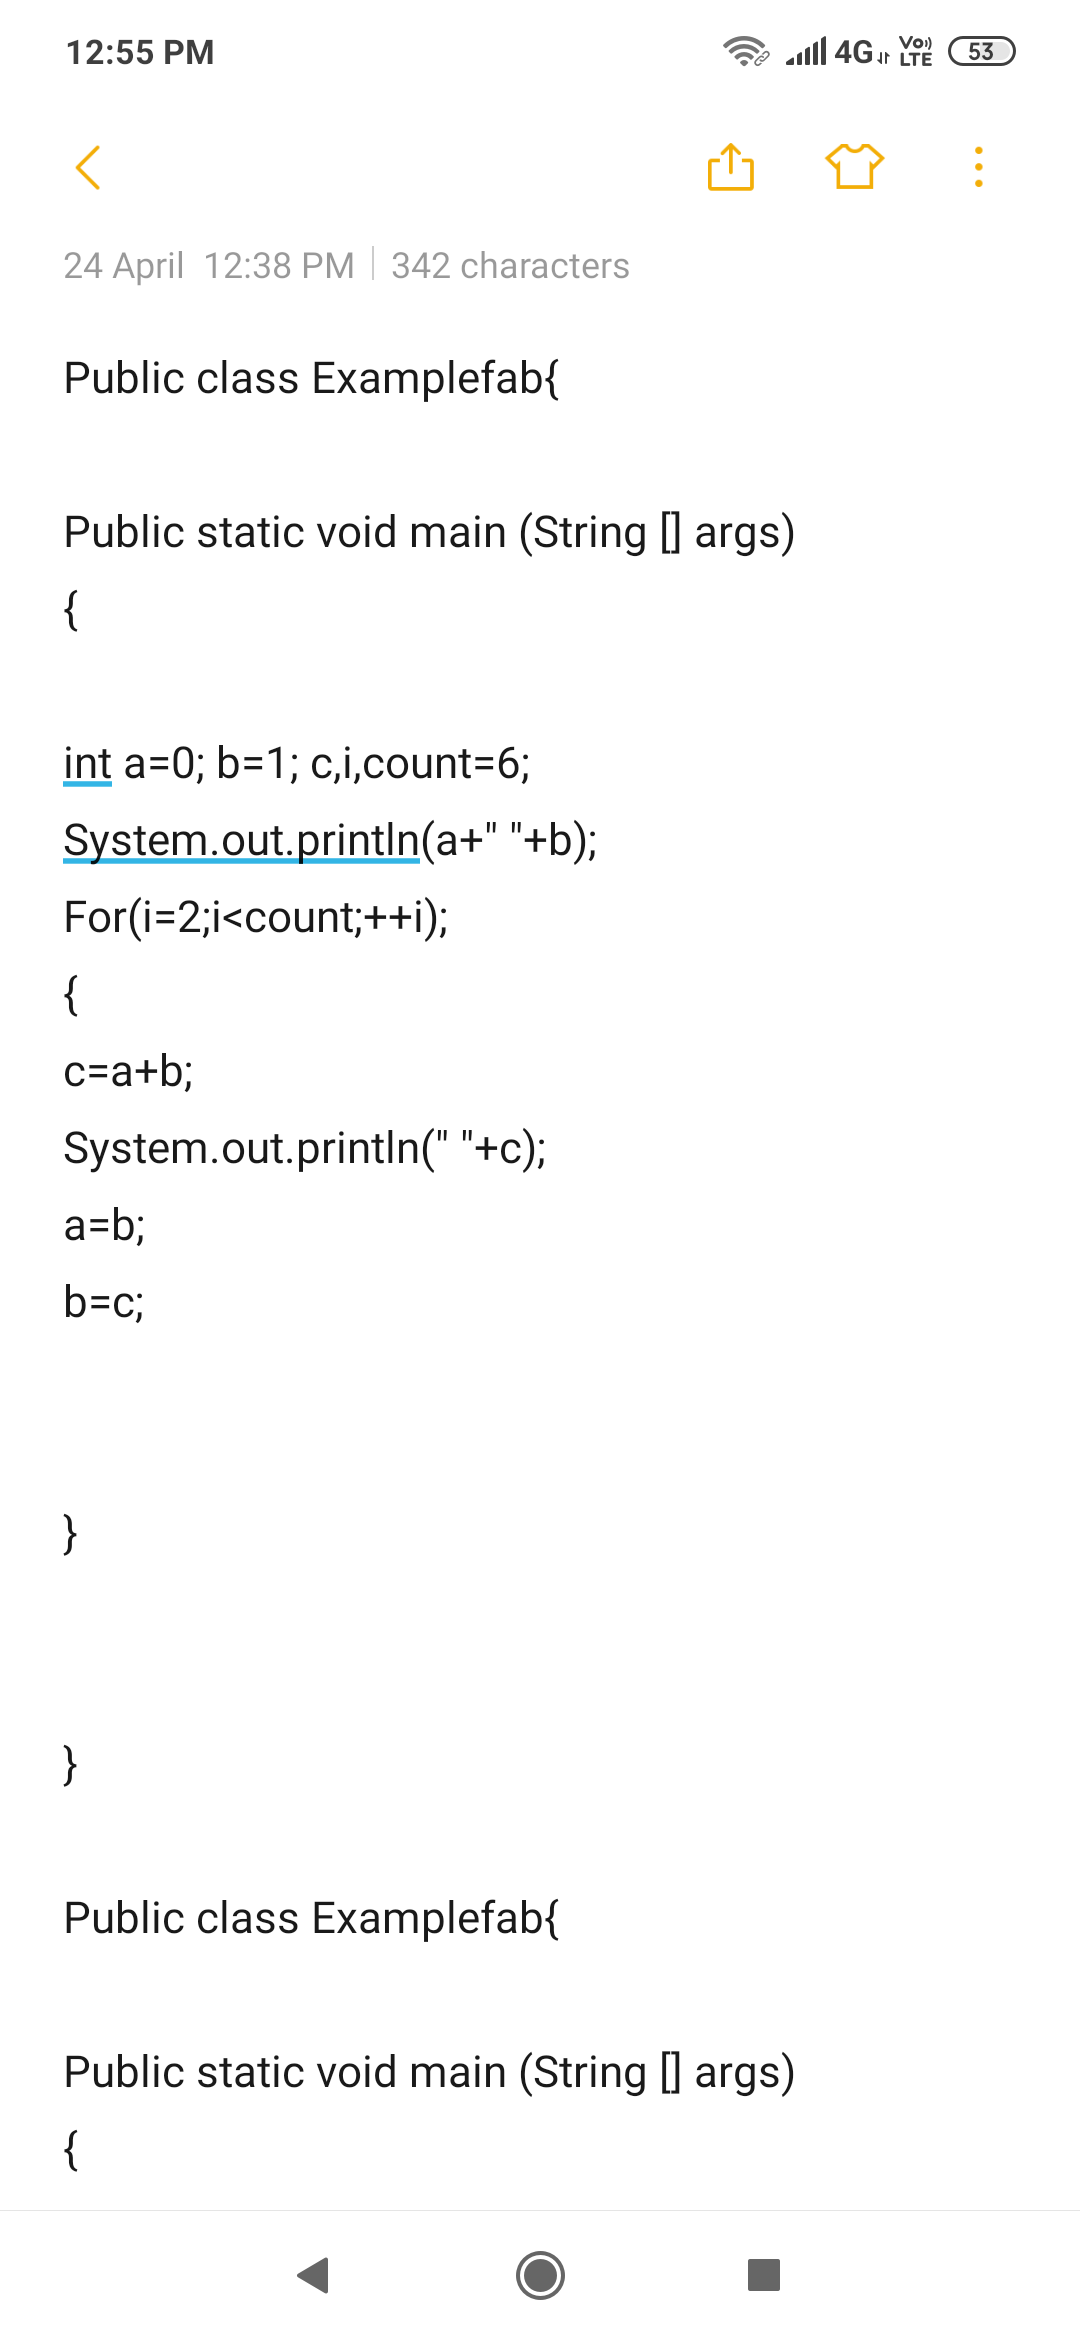 12:55 PM 4G Vo)) LTE 53
24 April 12:38 PM | 342 characters
Public class Examplefab{
Public static void main (String [] args)
{
int a=0; b=1; c,i,count=6;
System.out.println(a+" "+b);
For(i=2;i<count;++i);
{
c=a+b;
System.out.println(" "+c);
a=b;
b=c;
}
}
Public class Examplefab{
Public static void main (String [] args)
{